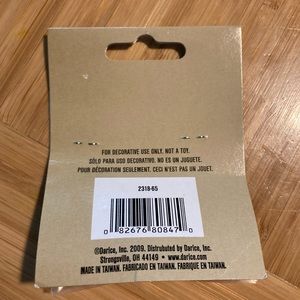 FOR DECORATIVE USE ONLY. NOT A TOY.
SÓLO PARA USO DECORATIVO. NO ES UN JUGUETE.
POUR DÉCORATION SEULEMENT, CECI N'EST PAS UN JOUET.
2318-65
0 82676 80847 0
©Darice, Inc. 2009. Distrubuted by Darice, Inc.
Strongsville, OH 44149 • www.darice.com
MADE IN TAIWAN. FABRICADO EN TAIWAN. FABRIQUE EN TAIWAN.